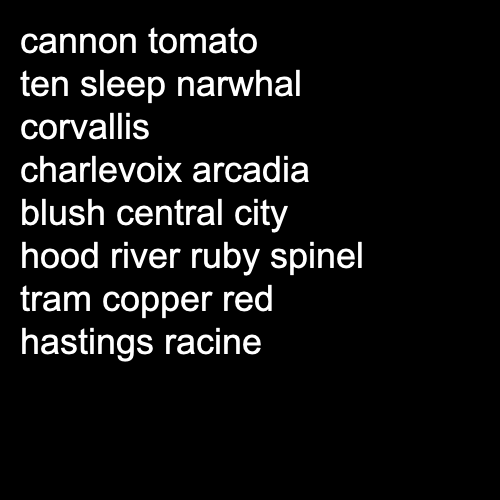 cannon tomato
ten sleep narwhal
corvallis
charlevoix arcadia
blush central city
hood river ruby spinel
tram copper red
hastings racine